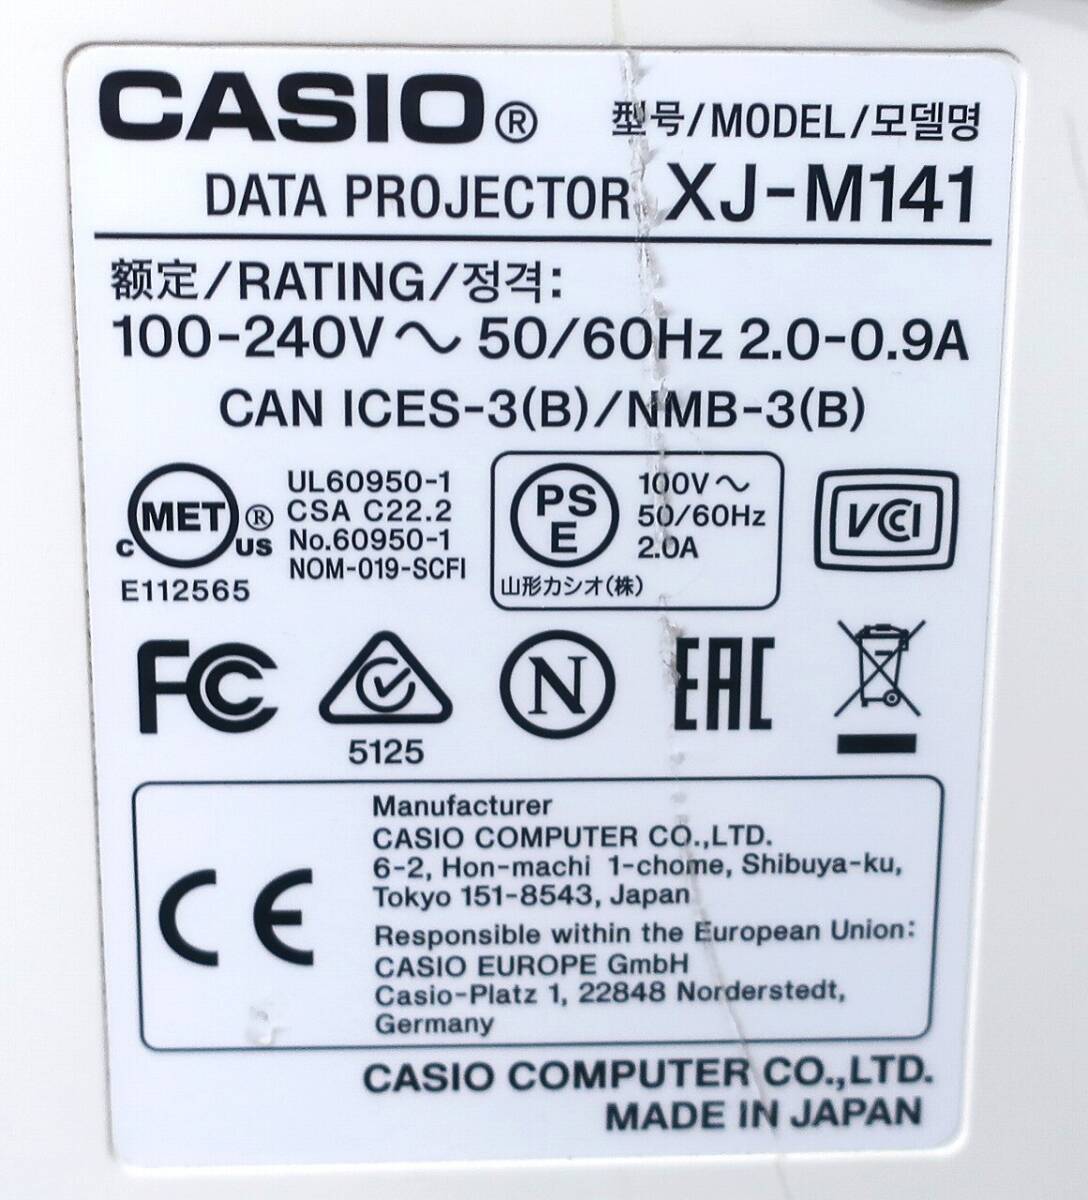 CASIO®
型号/MODEL/모델명
DATA PROJECTOR XJ-M141
额定/RATING/정격:
100-240V～ 50/60Hz 2.0-0.9A
CAN ICES-3(B)/NMB-3(B)
MET®
C US
E112565
UL60950-1
CSA C22.2
No.60950-1
NOM-019-SCFI
PS
E
100V～
50/60Hz
2.0A
山形カシオ(株)
VCCI
FC
5125
N
EAC
CE
Manufacturer
CASIO COMPUTER CO.,LTD.
6-2, Hon-machi 1-chome, Shibuya-ku,
Tokyo 151-8543, Japan
Responsible within the European Union:
CASIO EUROPE GmbH
Casio-Platz 1, 22848 Norderstedt,
Germany
CASIO COMPUTER CO.,LTD.
MADE IN JAPAN